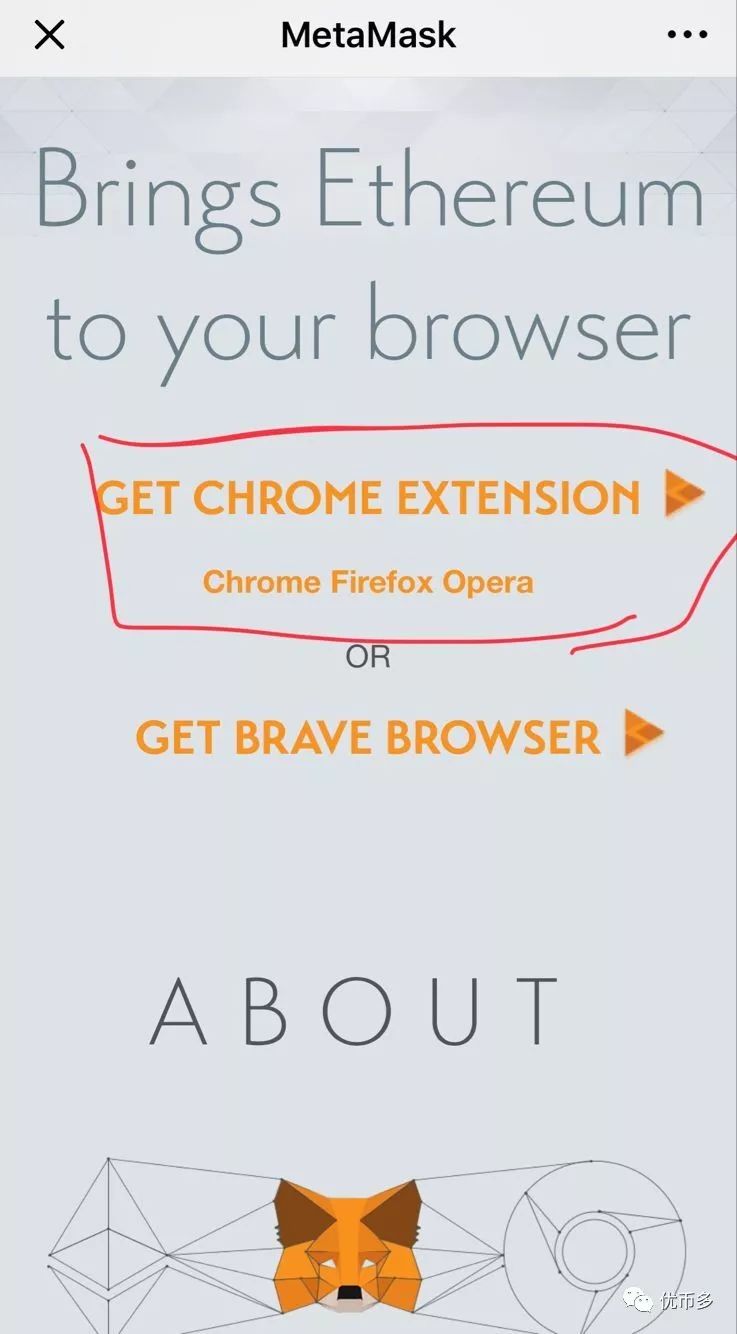 MetaMask
Brings Ethereum
to your browser
GET CHROME EXTENSION
Chrome Firefox Opera
OR
GET BRAVE BROWSER
ABOUT
优币多